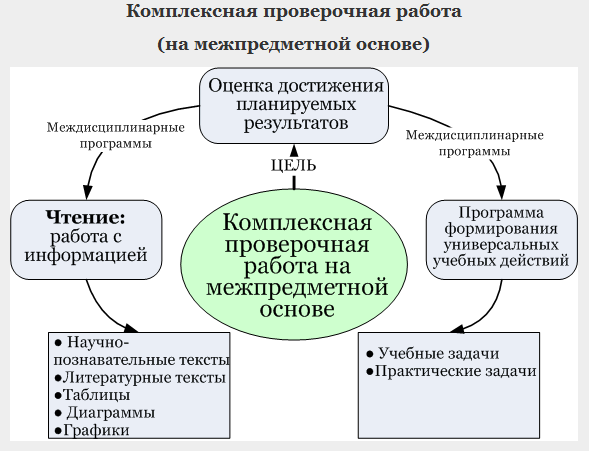 Комплексная проверочная работа
(на межпредметной основе)
Оценка достижения
планируемых
результатов
Междисциплинарные
программы
Междисциплинарные
программы
ЦЕЛЬ
Чтение:
работа с
информацией
Комплексная
проверочная
работа на
межпредметной
основе
Программа
формирования
универсальных
учебных действий
● Научно-
познавательные тексты
●Литературные тексты
●Таблицы
● Диаграммы
●Графики
● Учебные задачи
●Практические задачи